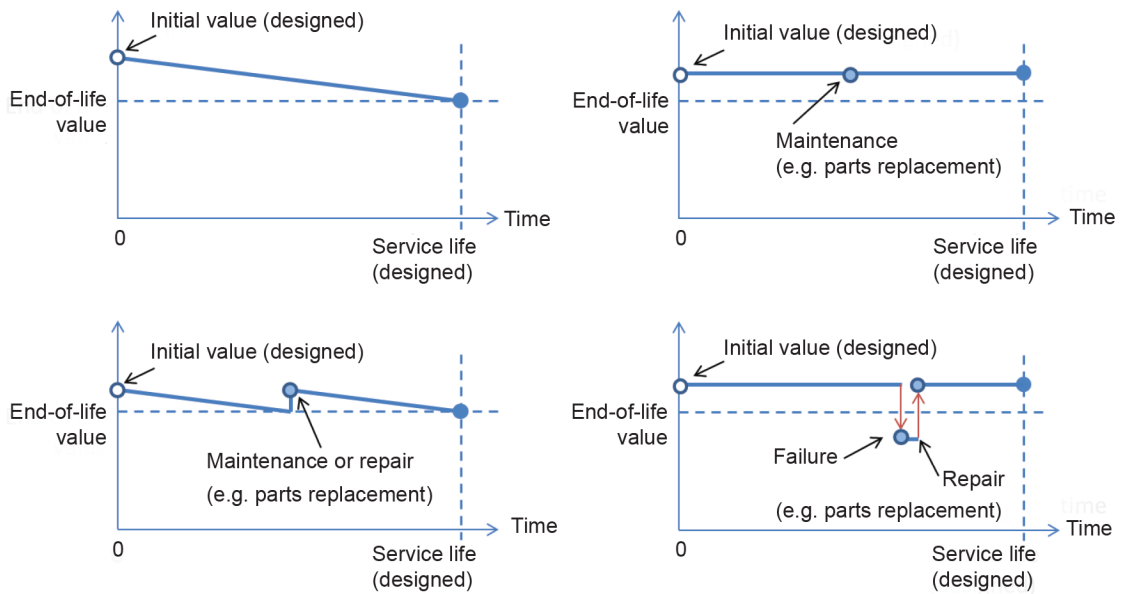 Initial value (designed)
End-of-life
value
Time
0
Service life
(designed)
Initial value (designed)
End-of-life
value
Maintenance
(e.g. parts replacement)
time
Time
0
Service life
(designed)
Initial value (designed)
End-of-life
value
Maintenance or repair
(e.g. parts replacement)
Time
0
Service life
(designed)
Initial value (designed)
End-of-life
value
Failure
Repair
(e.g. parts replacement)
time
Time
0
Service life
(designed)